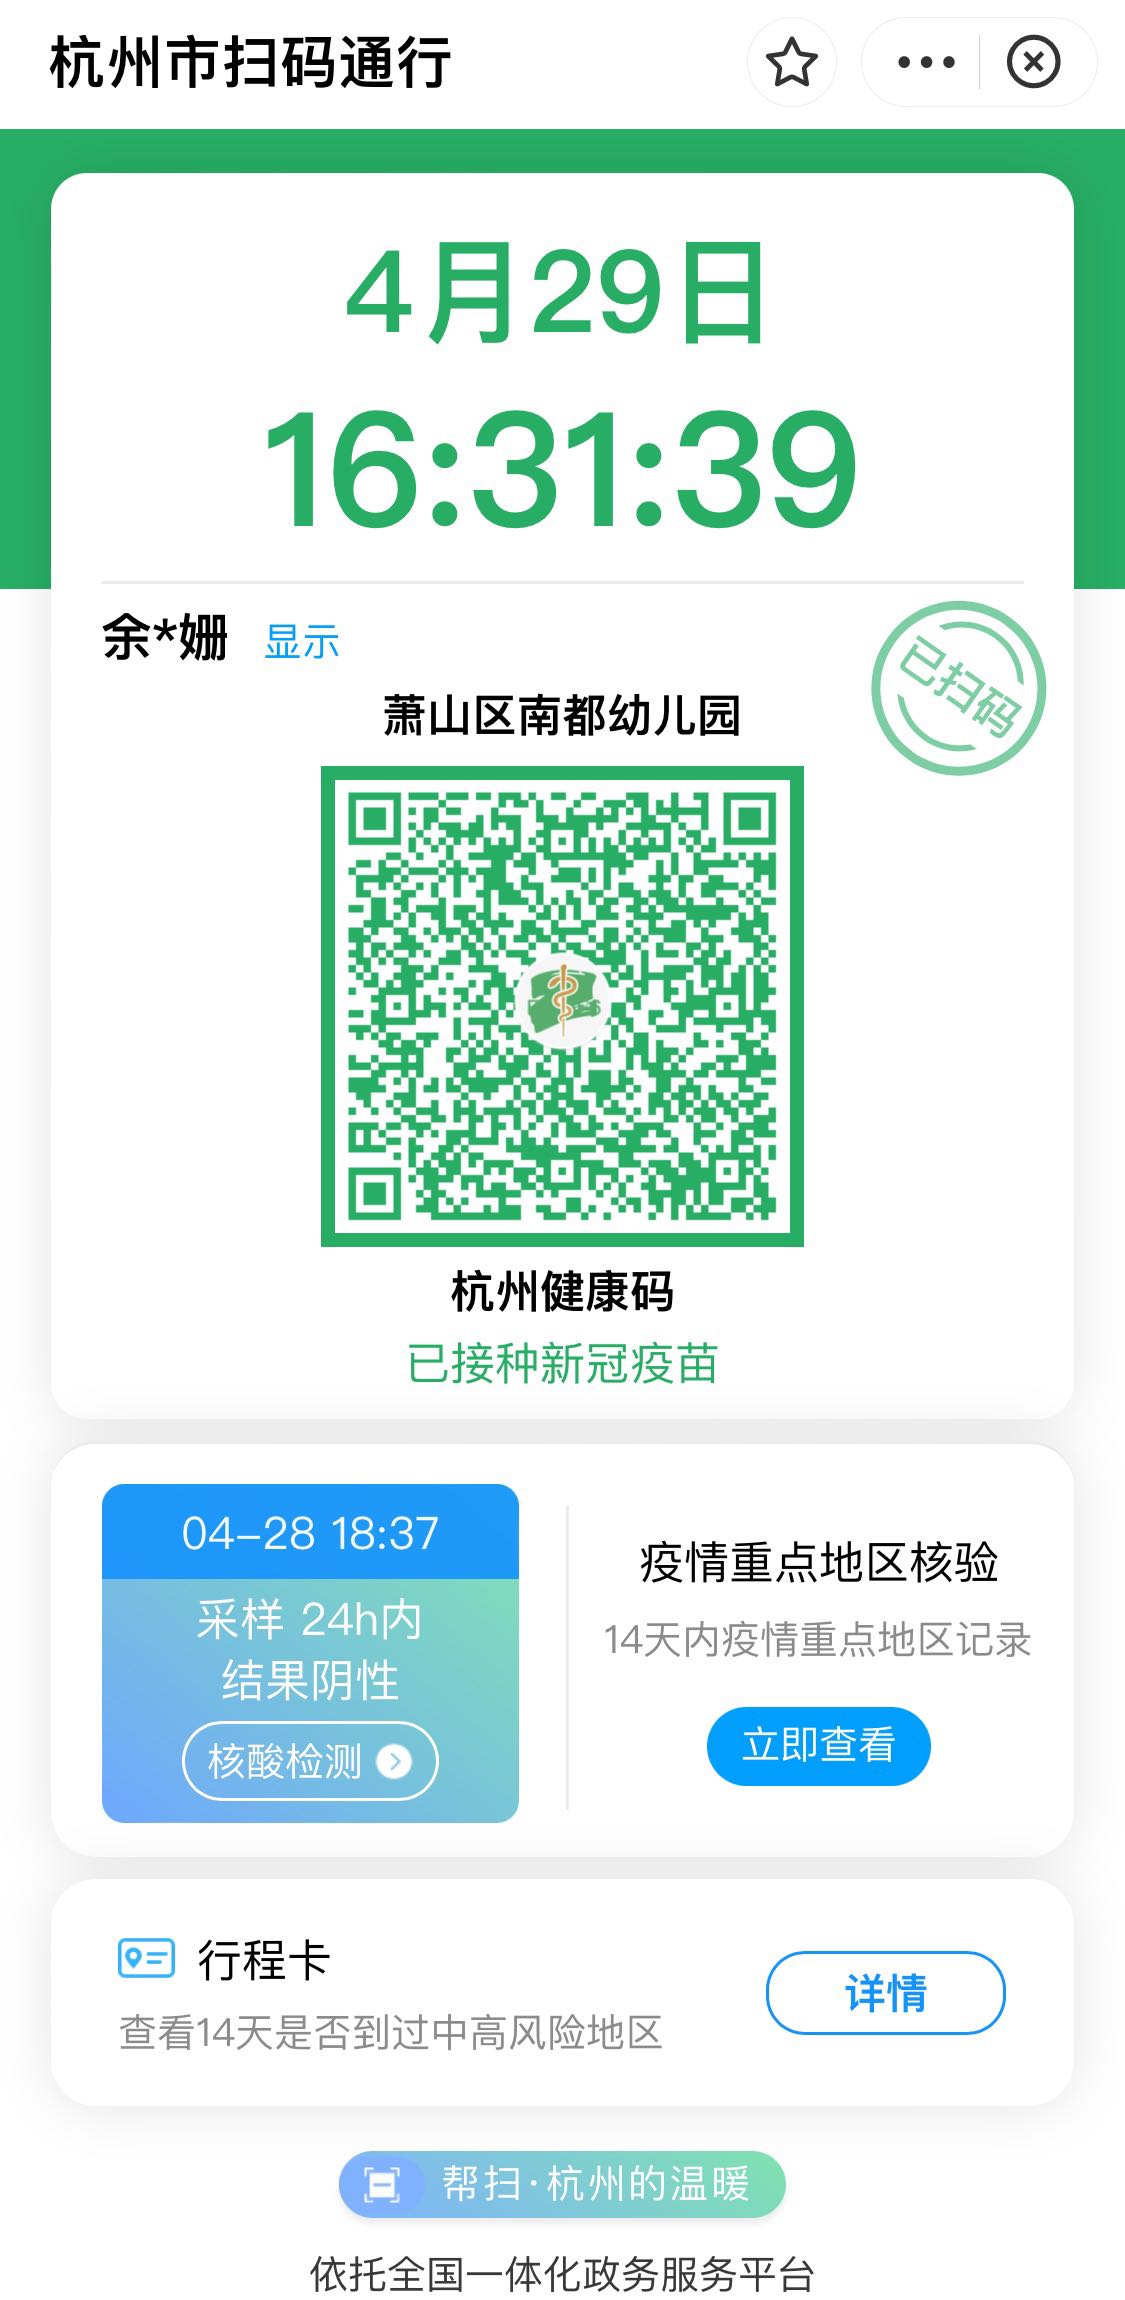 杭州市扫码通行
4月29日
16:31:39
余*姗 显示
已扫码
萧山区南都幼儿园
杭州健康码
已接种新冠疫苗
04-28 18:37
采样 24h内
结果阴性
核酸检测
疫情重点地区核验
14天内疫情重点地区记录
立即查看
行程卡
查看14天是否到过中高风险地区
详情
帮扫·杭州的温暖
依托全国一体化政务服务平台